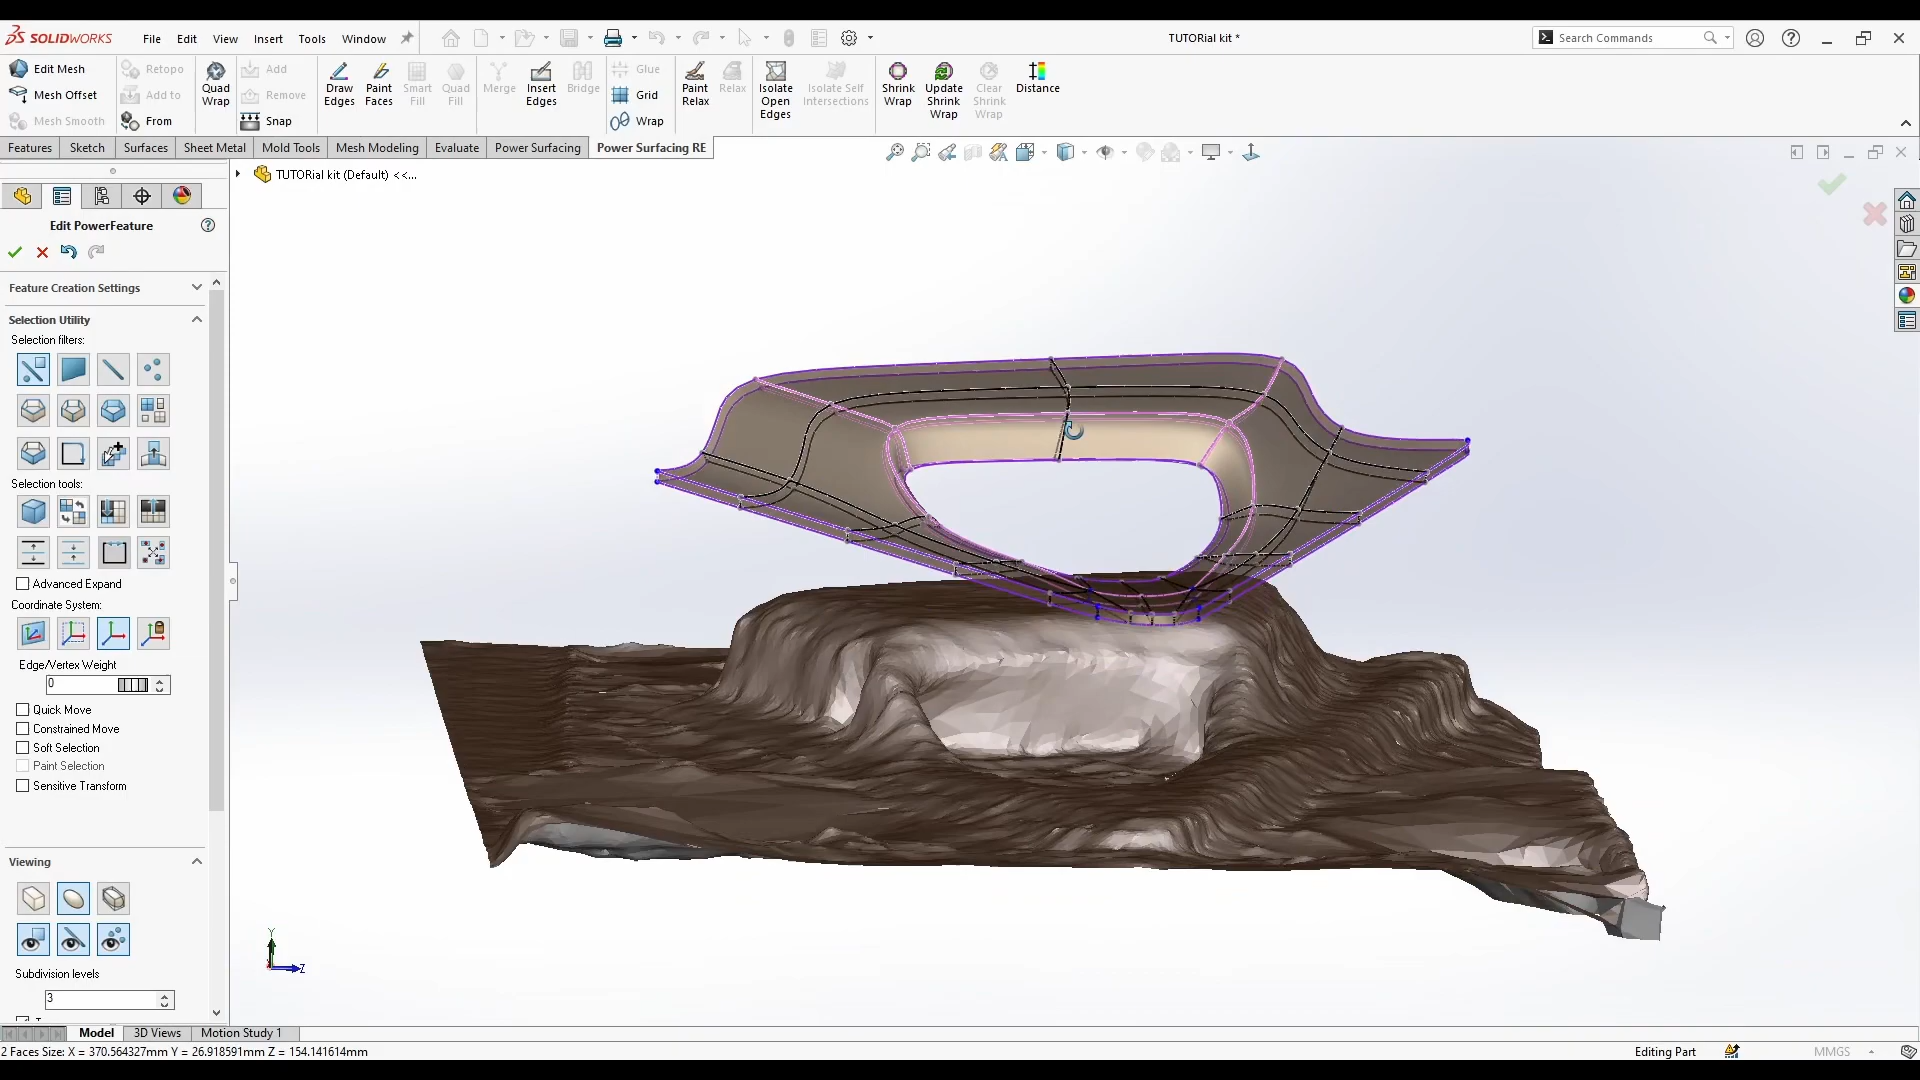 SOLIDWORKS
File Edit View Insert Tools Window
TUTORial kit *
Search Commands
Edit Mesh
Mesh Offset
Mesh Smooth
Retopo
Add to
From
Quad Wrap
Add
Remove
Snap
Draw Edges
Paint Faces
Smart Fill
Quad Fill
Merge
Insert Edges
Bridge
Glue
Grid
Wrap
Paint Relax
Relax
Isolate Open Edges
Isolate Self Intersections
Shrink Wrap
Update Shrink Wrap
Clear Shrink Wrap
Distance
Features Sketch Surfaces Sheet Metal Mold Tools Mesh Modeling Evaluate Power Surfacing Power Surfacing RE
TUTORial kit (Default) <<...
Edit PowerFeature
Feature Creation Settings
Selection Utility
Selection filters:
Selection tools:
Advanced Expand
Coordinate System:
Edge/Vertex Weight
0
Quick Move
Constrained Move
Soft Selection
Paint Selection
Sensitive Transform
Viewing
Subdivision levels
3
Y
Z
Model 3D Views Motion Study 1
2 Faces Size: X = 370.564327mm Y = 26.918591mm Z = 154.141614mm
Editing Part
MMGS